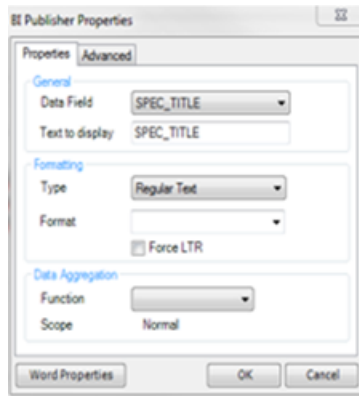 BI Publisher Properties
Properties Advanced
General
Data Field SPEC_TITLE
Text to display SPEC_TITLE
Formatting
Type Regular Text
Format
Force LTR
Data Aggregation
Function
Scope Normal
Word Properties OK Cancel